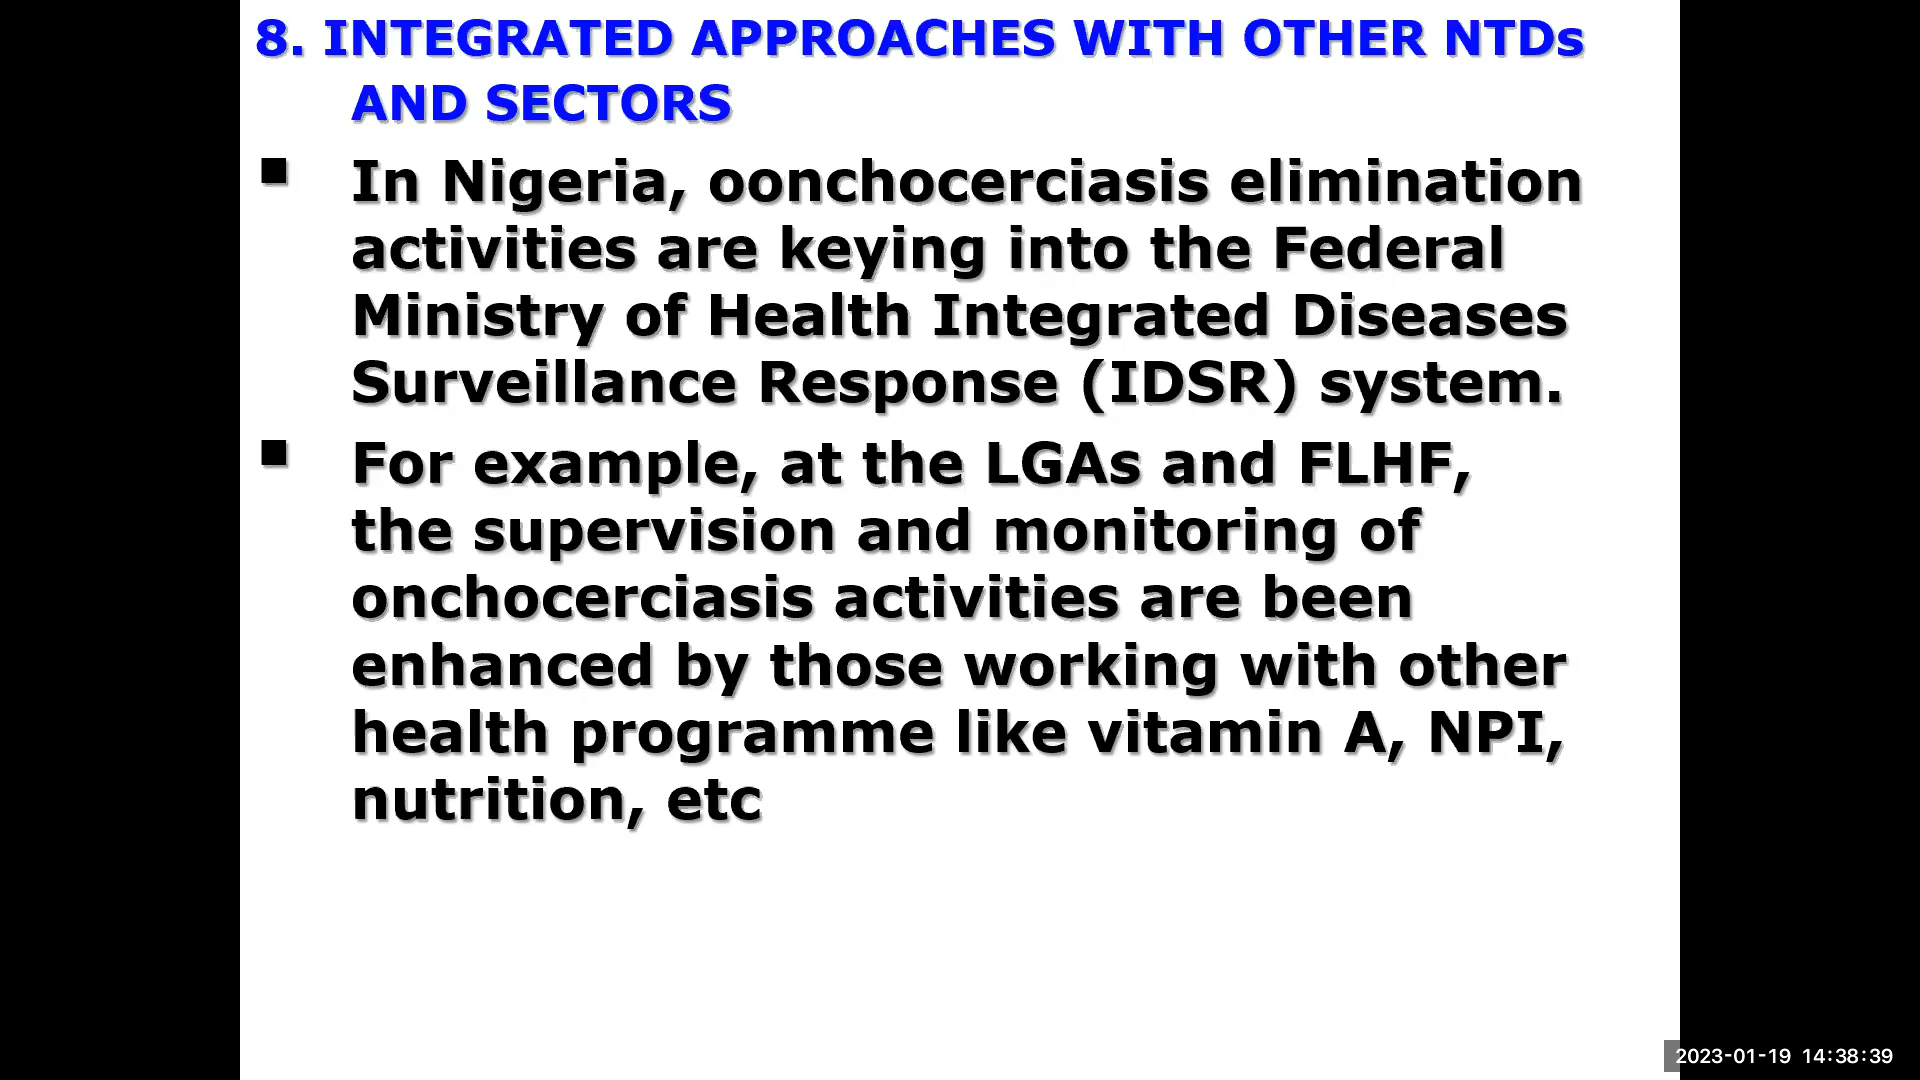 8. INTEGRATED APPROACHES WITH OTHER NTDs
AND SECTORS
▪ In Nigeria, oonchocerciasis elimination
activities are keying into the Federal
Ministry of Health Integrated Diseases
Surveillance Response (IDSR) system.
▪ For example, at the LGAs and FLHF,
the supervision and monitoring of
onchocerciasis activities are been
enhanced by those working with other
health programme like vitamin A, NPI,
nutrition, etc
2023-01-19 14:38:39